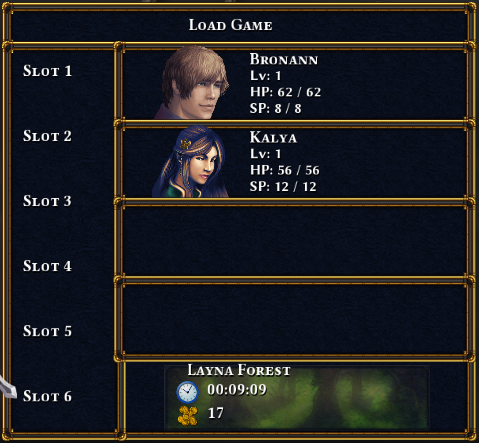 Load Game
Slot 1
Slot 2
Slot 3
Slot 4
Slot 5
Slot 6
Bronann
Lv: 1
HP: 62 / 62
SP: 8 / 8
Kalya
Lv: 1
HP: 56 / 56
SP: 12 / 12
Layna Forest
00:09:09
17